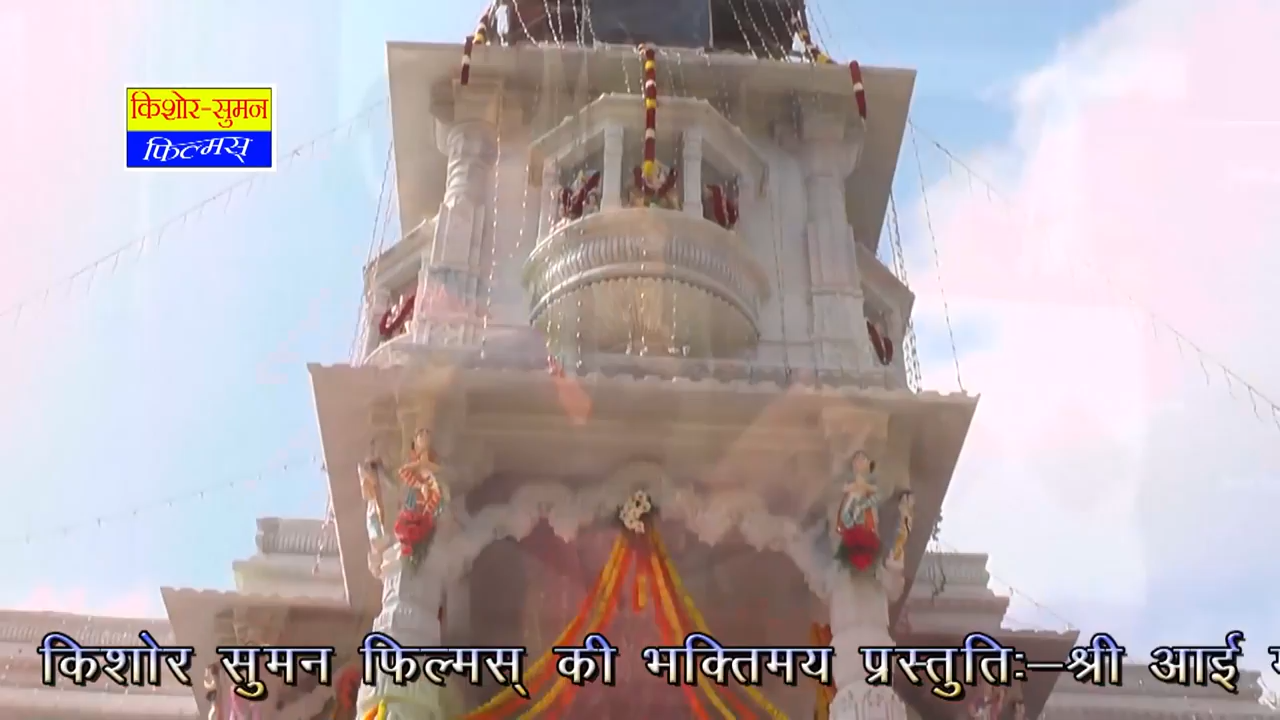 किशोर-सुमन
फिल्मस्
किशोर सुमन फिल्मस् की भक्तिमय प्रस्तुतिः–श्री आई